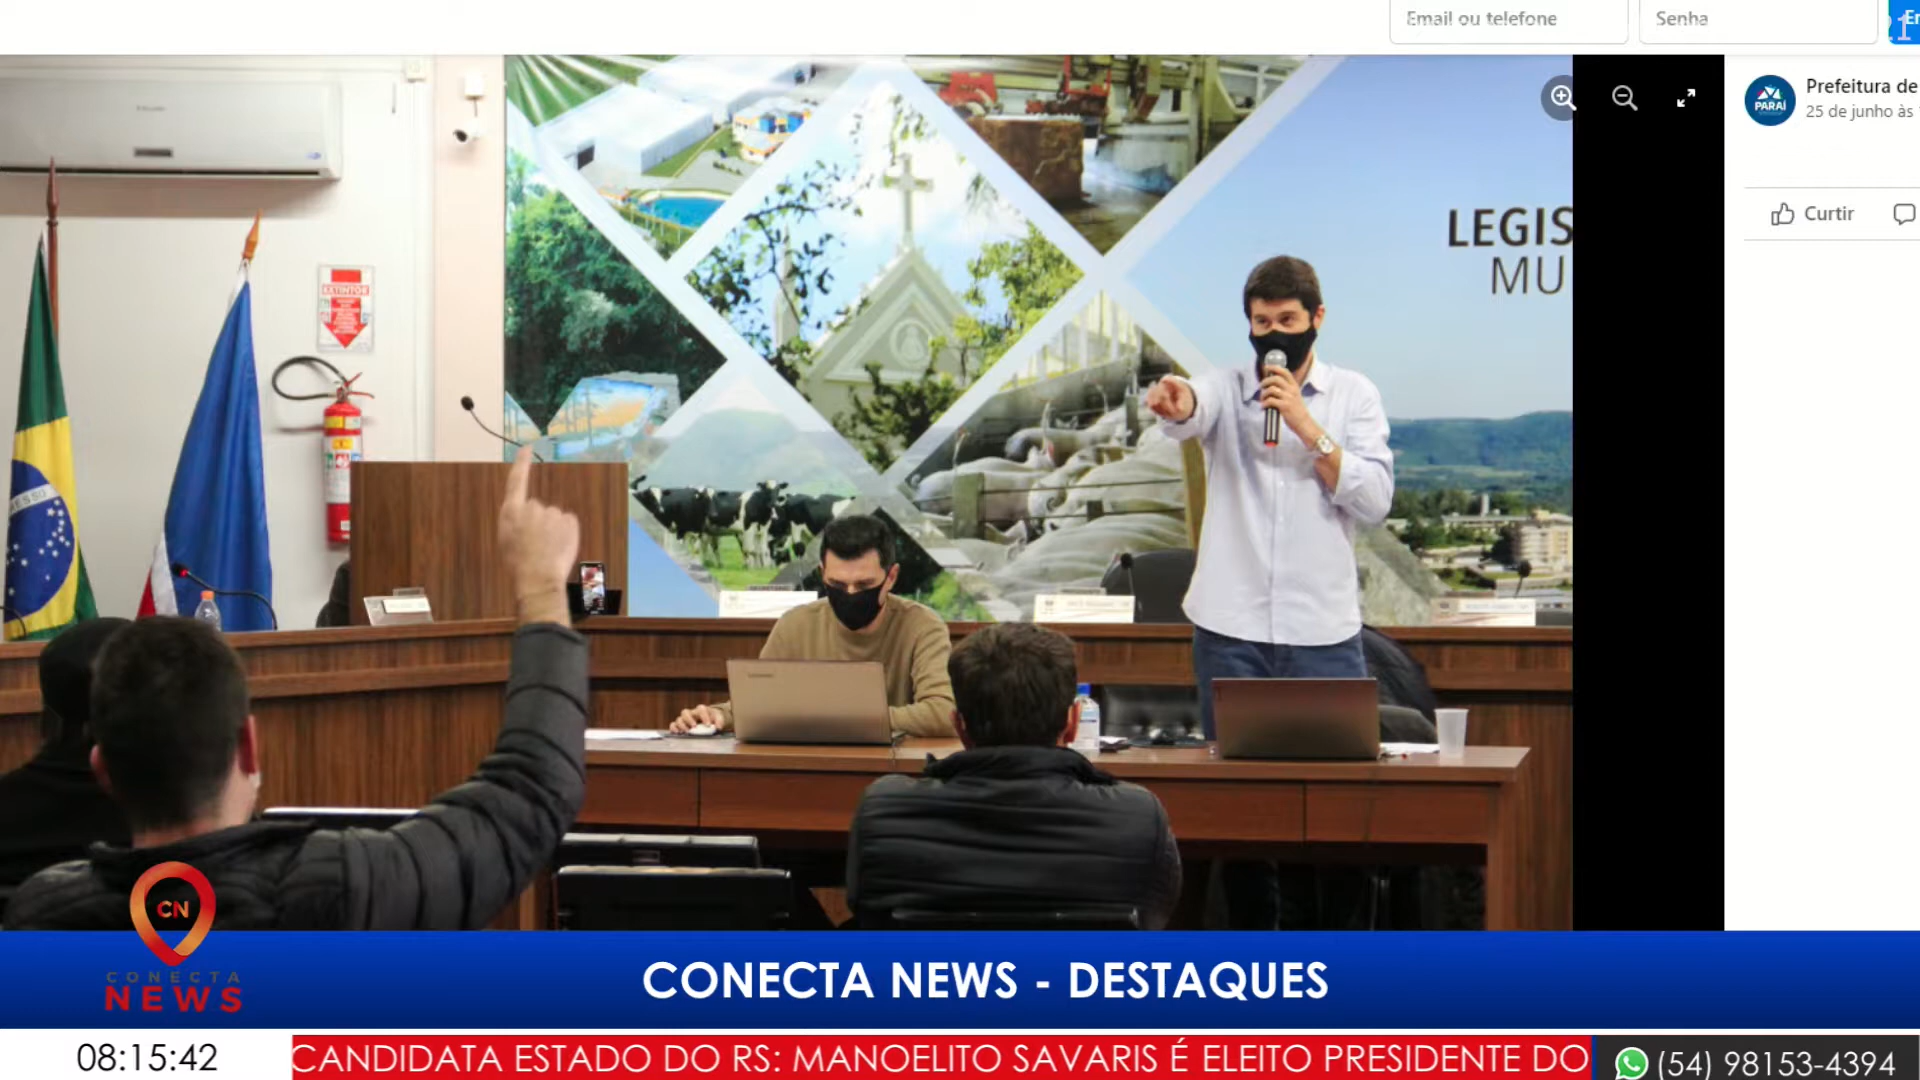 Email ou telefone
Senha
Prefeitura de
25 de junho às
PARAÍ
Curtir
LEGIS
MU
EXTINTOR
CN
CONECTA
NEWS
CONECTA NEWS - DESTAQUES
08:15:42
CANDIDATA ESTADO DO RS: MANOELITO SAVARIS É ELEITO PRESIDENTE DO
(54) 98153-4394